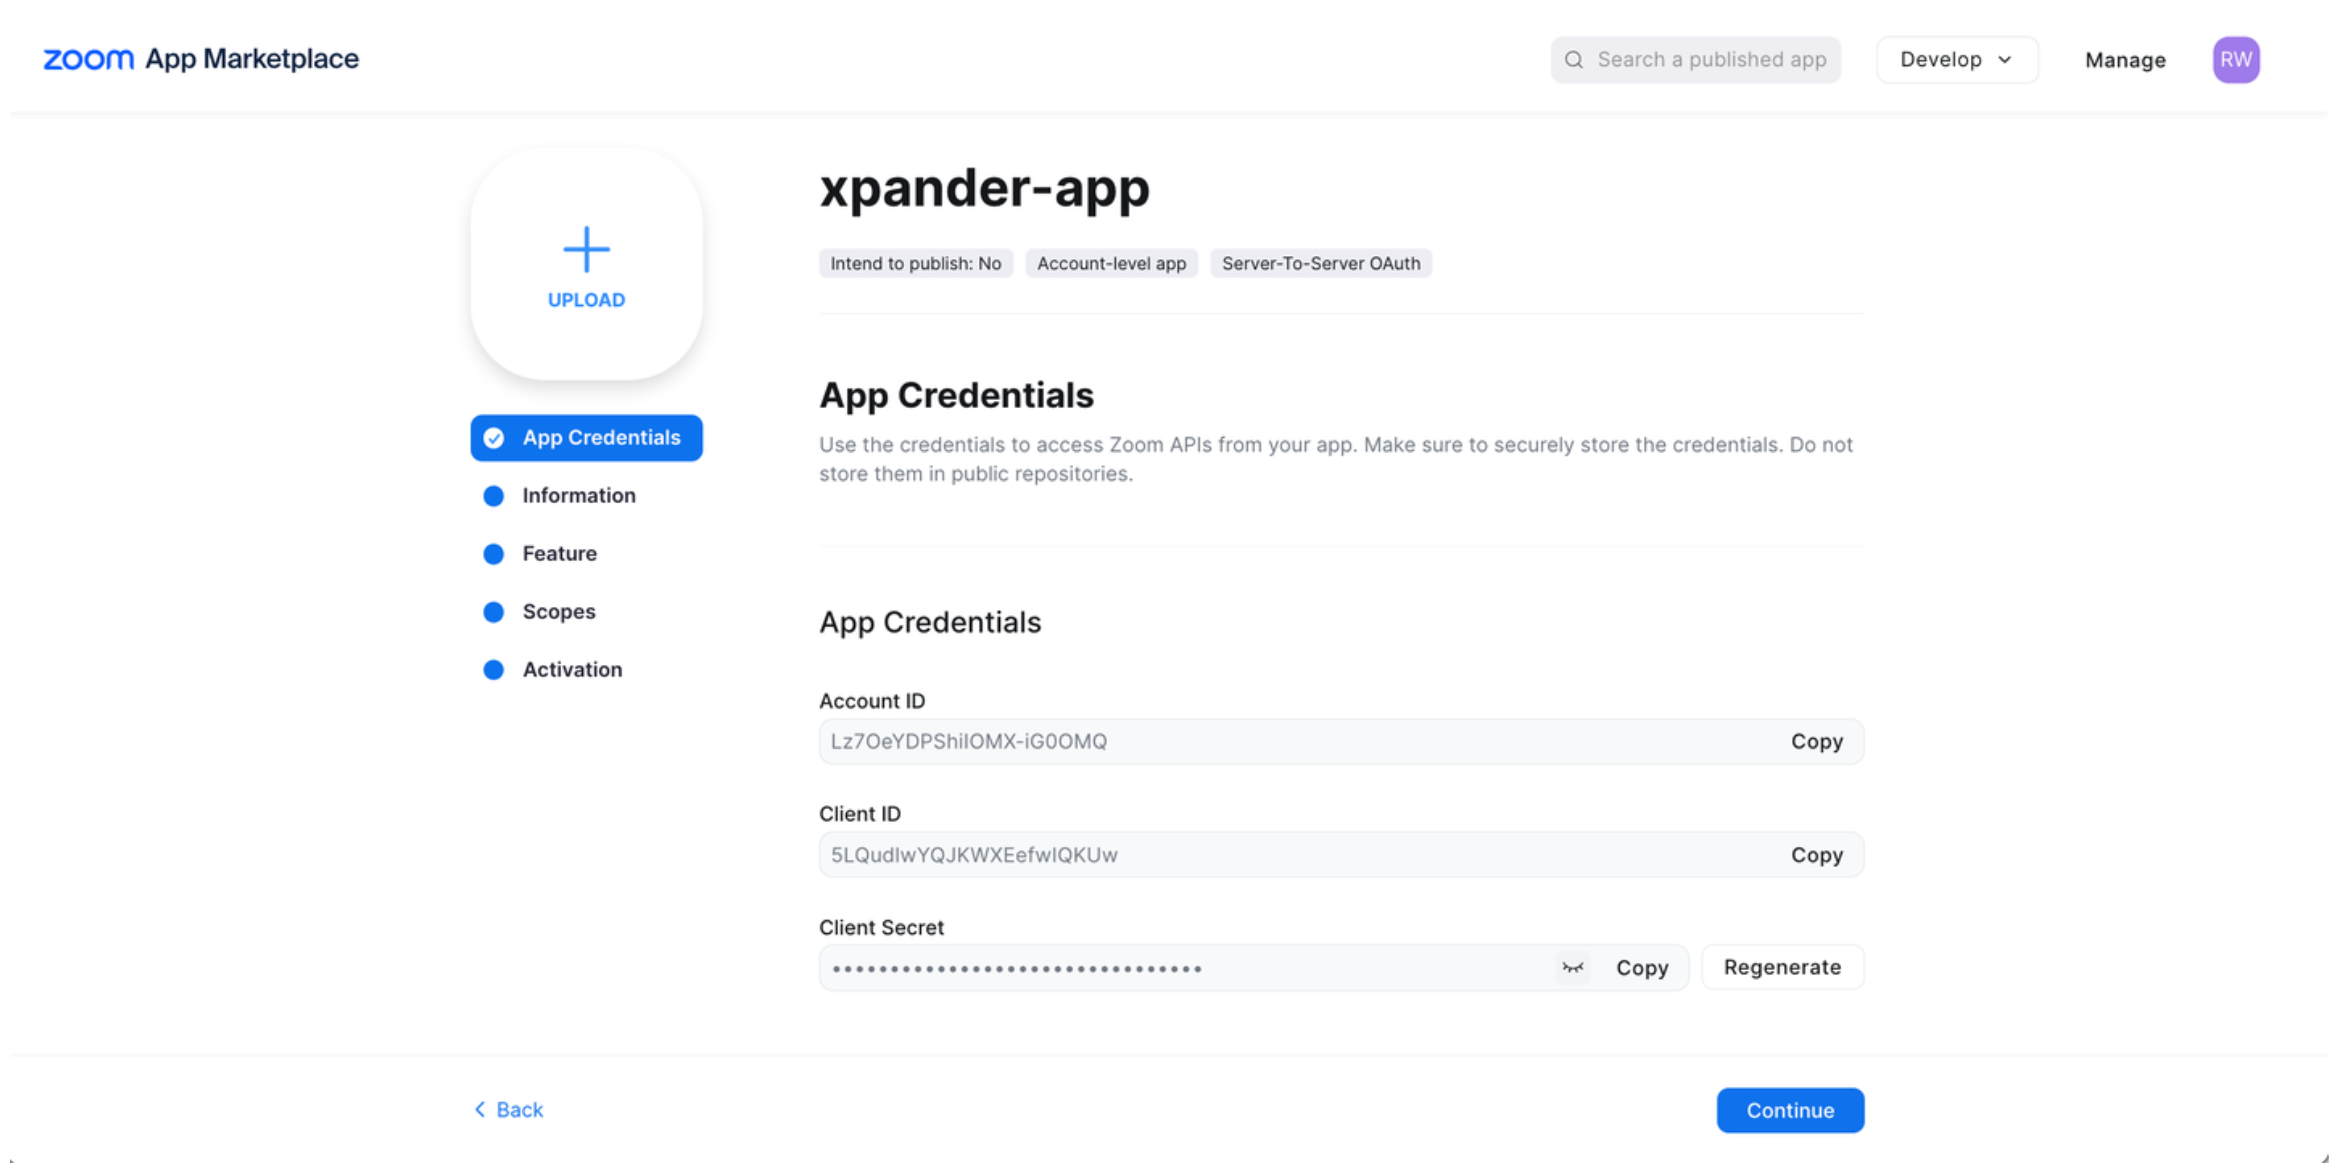 zoom App Marketplace
Search a published app
Develop
Manage
RW
UPLOAD
xpander-app
Intend to publish: No
Account-level app
Server-To-Server OAuth
App Credentials
Information
Feature
Scopes
Activation
App Credentials
Use the credentials to access Zoom APIs from your app. Make sure to securely store the credentials. Do not
store them in public repositories.
App Credentials
Account ID
Lz7OeYDPShilOMX-iG0OMQ
Copy
Client ID
5LQudIwYQJKWXEefwIQKUw
Copy
Client Secret
••••••••••••••••••••••••••••••••
Copy
Regenerate
Back
Continue